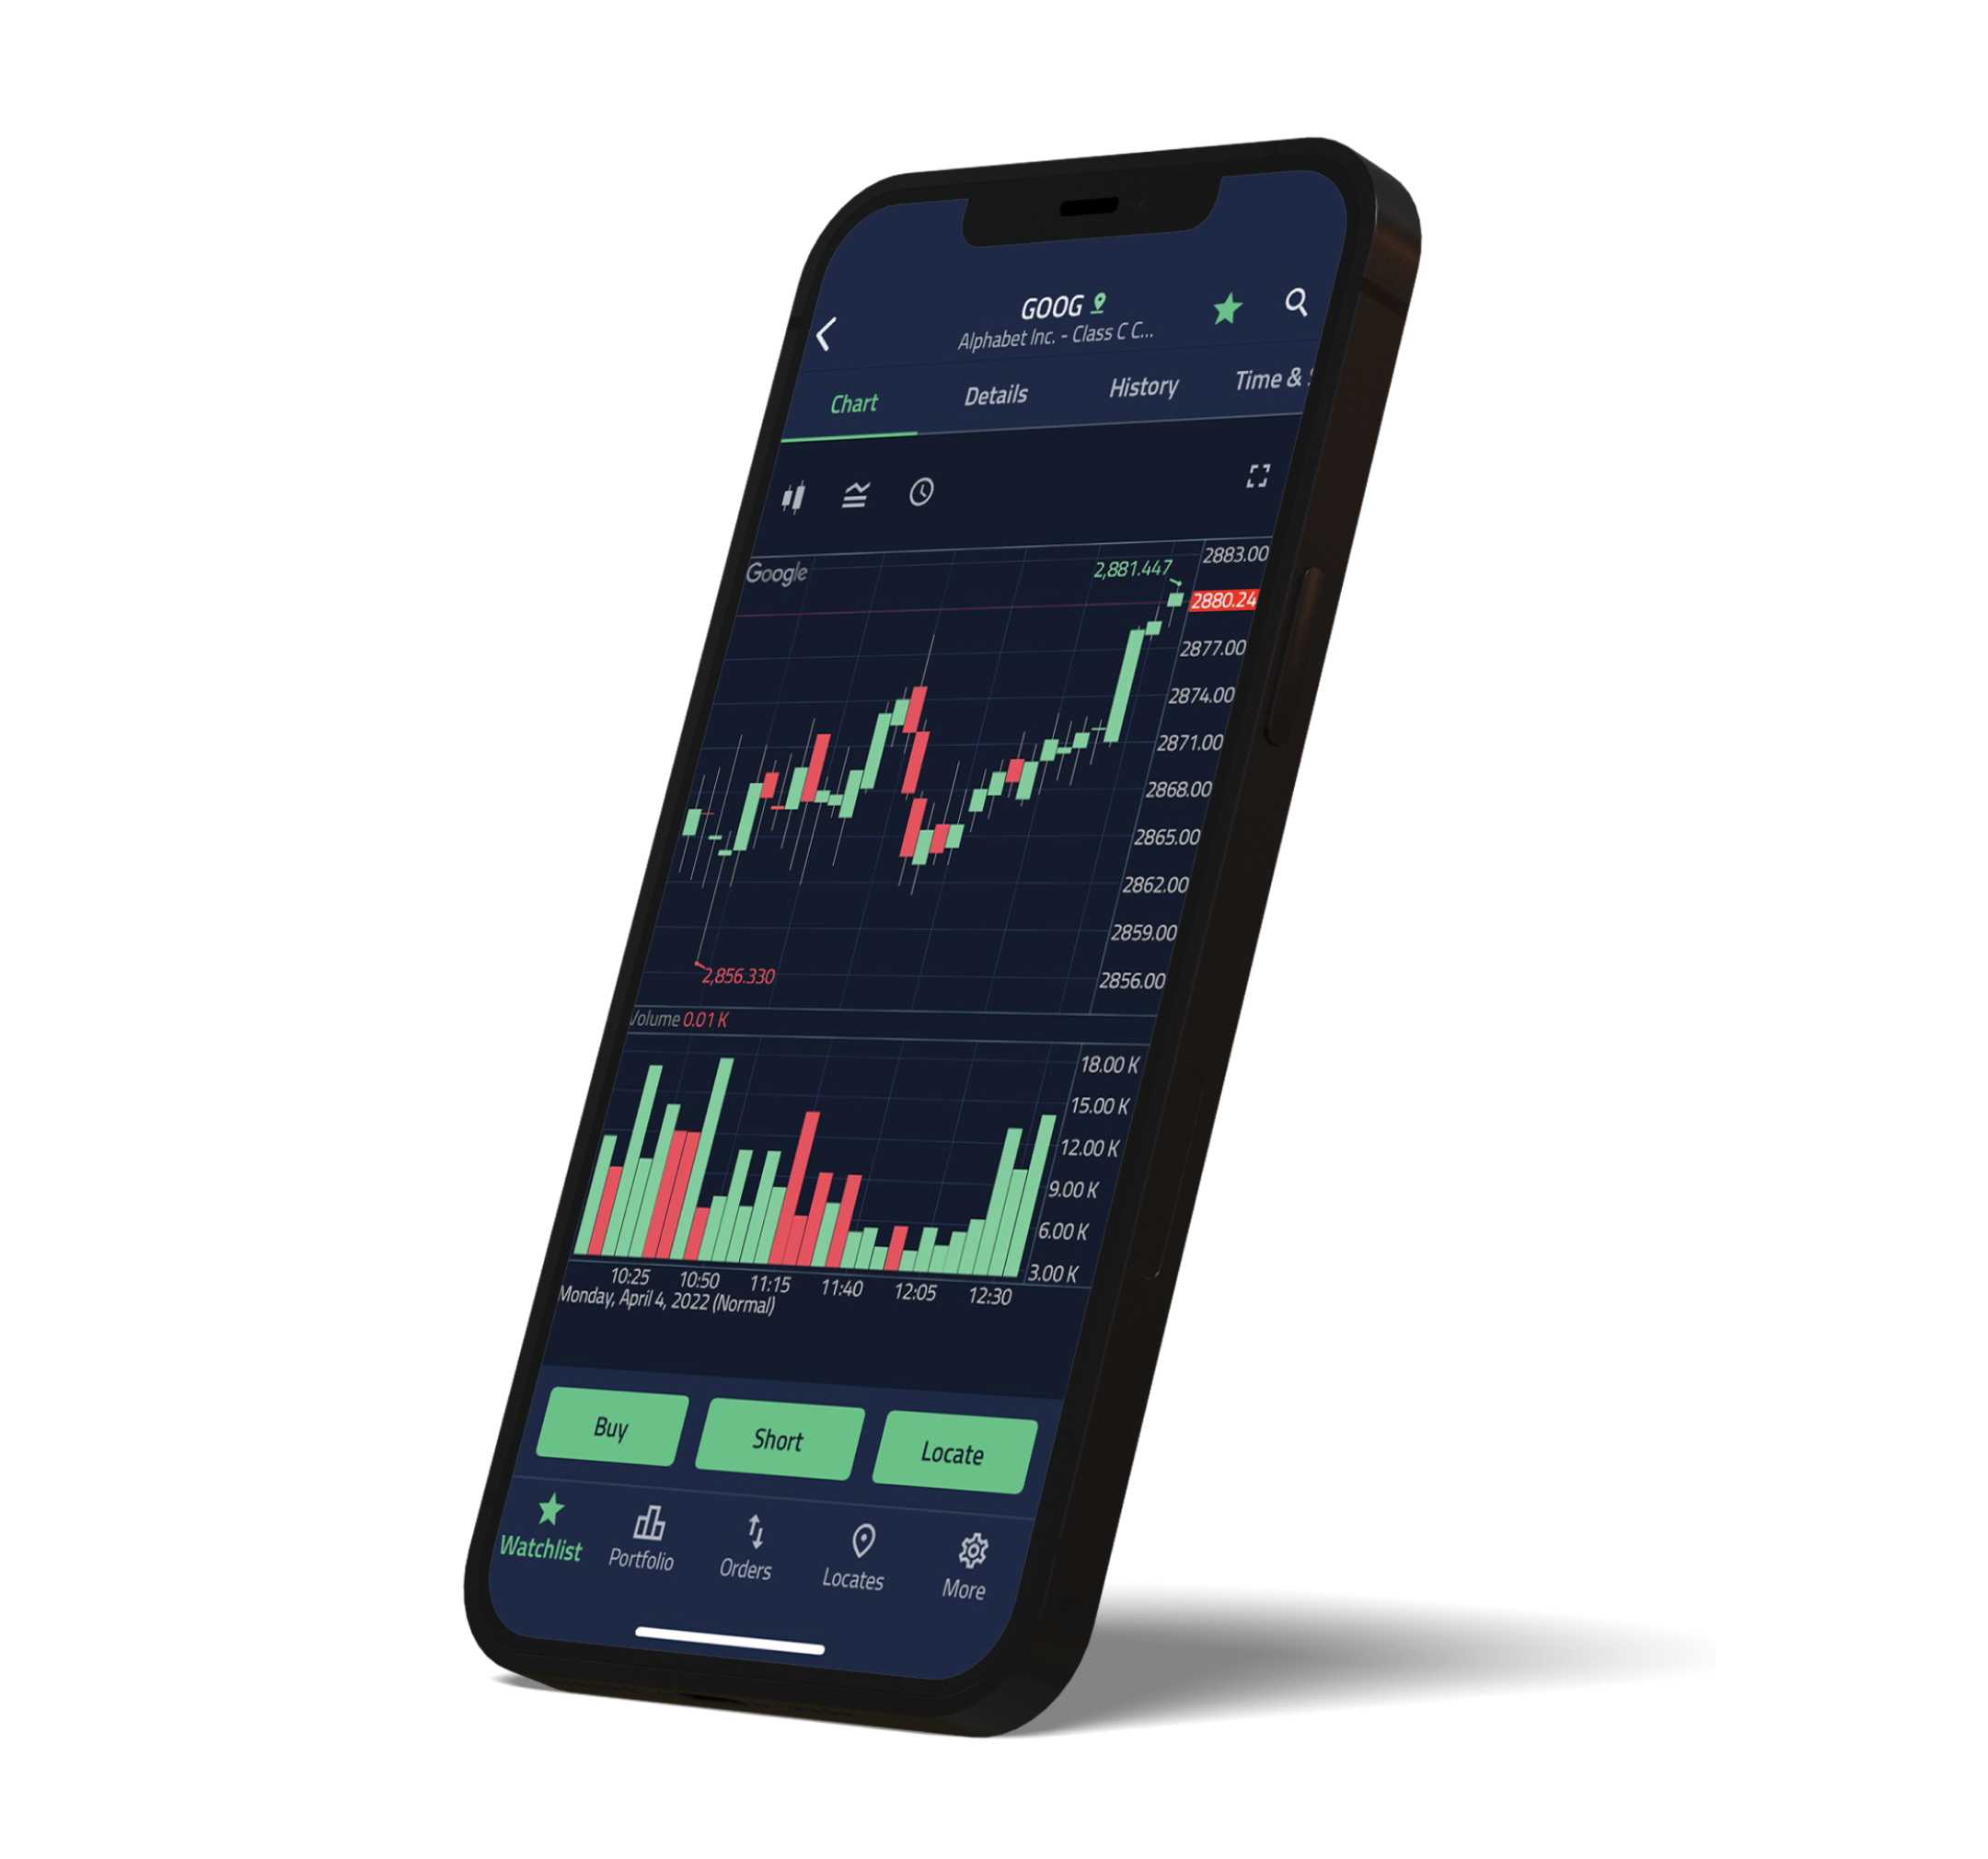 GOOG
Alphabet Inc. - Class C C...
Chart Details History Time &
Google
2,881.447
2883.00
2880.24
2877.00
2874.00
2871.00
2868.00
2865.00
2862.00
2859.00
2856.00
2,856.330
Volume 0.01 K
18.00 K
15.00 K
12.00 K
9.00 K
6.00 K
3.00 K
10:25 10:50 11:15 11:40 12:05 12:30
Monday, April 4, 2022 (Normal)
Buy Short Locate
Watchlist Portfolio Orders Locates More